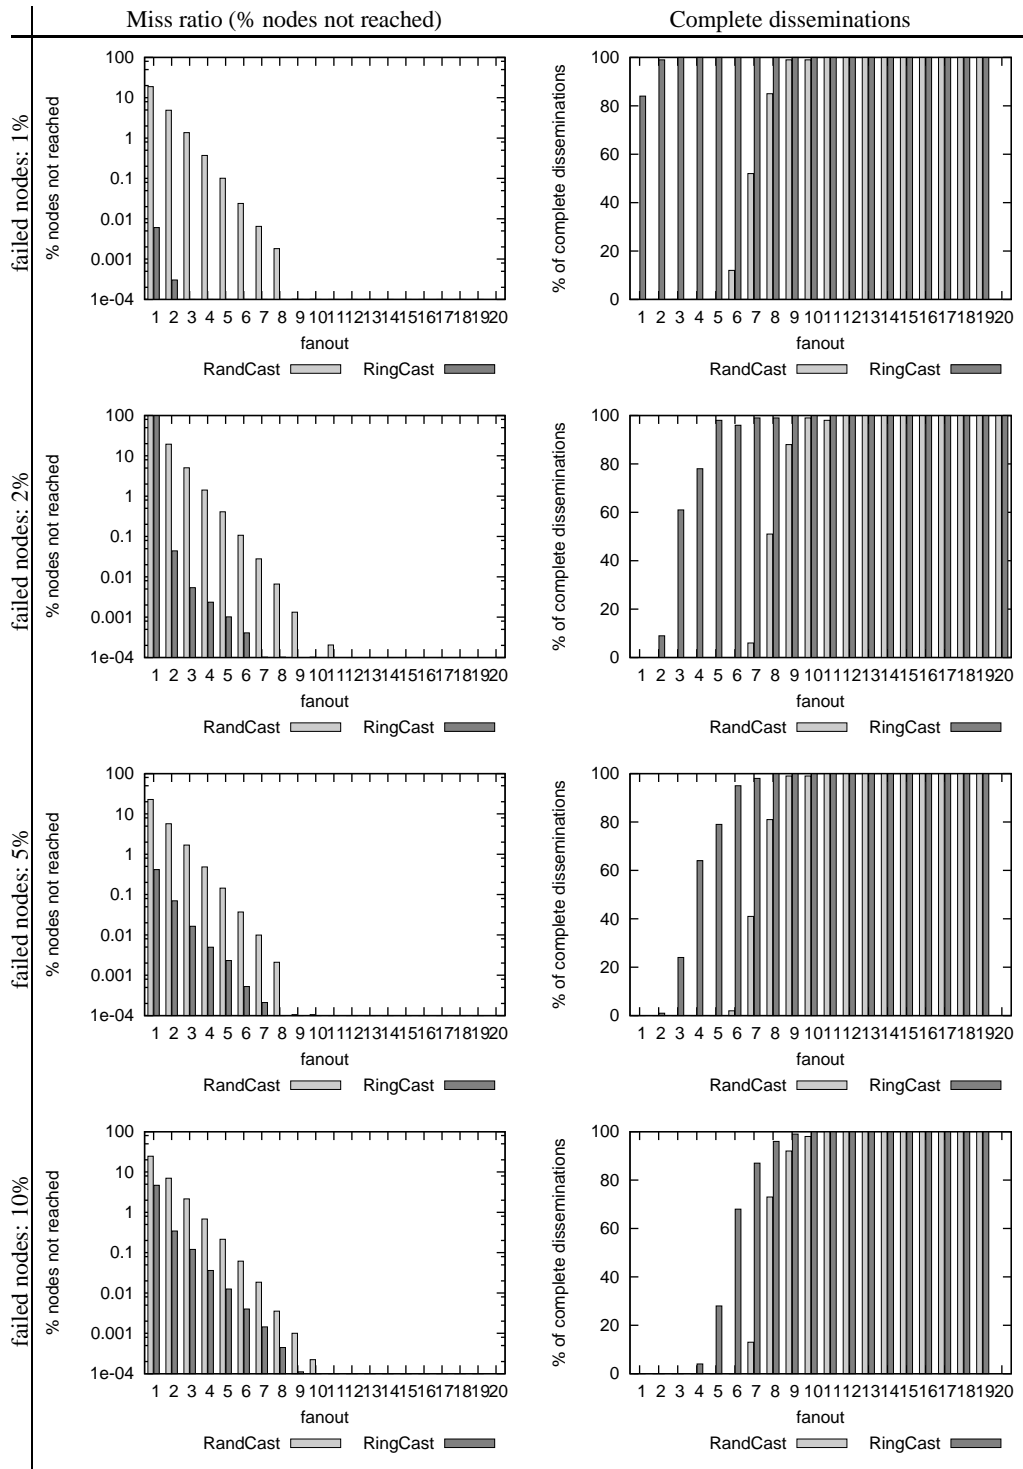 Miss ratio (% nodes not reached)
Complete disseminations
failed nodes: 1%
% nodes not reached
100
10
1
0.1
0.01
0.001
1e-04
1 2 3 4 5 6 7 8 9 10 11 12 13 14 15 16 17 18 19 20
fanout
RandCast RingCast
% of complete disseminations
100
80
60
40
20
0
1 2 3 4 5 6 7 8 9 10 11 12 13 14 15 16 17 18 19 20
fanout
RandCast RingCast
failed nodes: 2%
% nodes not reached
100
10
1
0.1
0.01
0.001
1e-04
1 2 3 4 5 6 7 8 9 10 11 12 13 14 15 16 17 18 19 20
fanout
RandCast RingCast
% of complete disseminations
100
80
60
40
20
0
1 2 3 4 5 6 7 8 9 10 11 12 13 14 15 16 17 18 19 20
fanout
RandCast RingCast
failed nodes: 5%
% nodes not reached
100
10
1
0.1
0.01
0.001
1e-04
1 2 3 4 5 6 7 8 9 10 11 12 13 14 15 16 17 18 19 20
fanout
RandCast RingCast
% of complete disseminations
100
80
60
40
20
0
1 2 3 4 5 6 7 8 9 10 11 12 13 14 15 16 17 18 19 20
fanout
RandCast RingCast
failed nodes: 10%
% nodes not reached
100
10
1
0.1
0.01
0.001
1e-04
1 2 3 4 5 6 7 8 9 10 11 12 13 14 15 16 17 18 19 20
fanout
RandCast RingCast
% of complete disseminations
100
80
60
40
20
0
1 2 3 4 5 6 7 8 9 10 11 12 13 14 15 16 17 18 19 20
fanout
RandCast RingCast